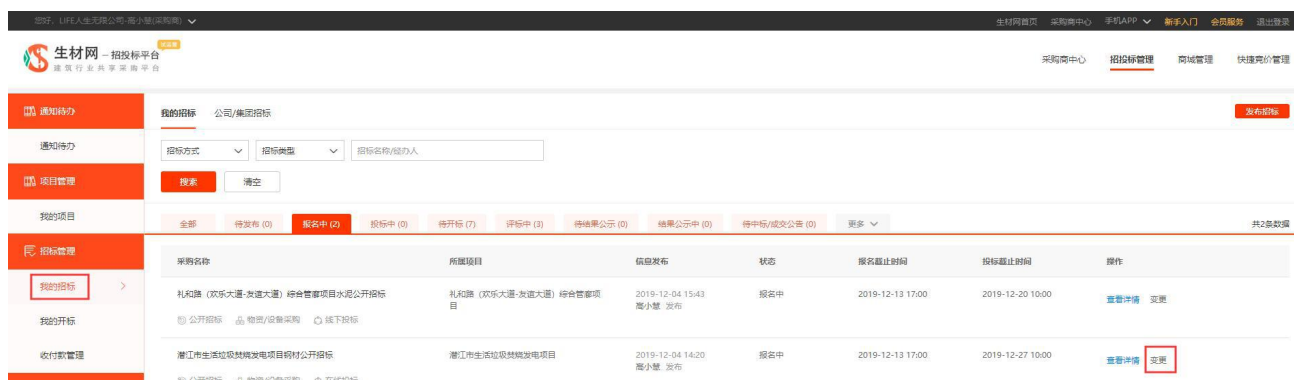 您好，LIFE人生无限公司-高小慧(采购商)
生材网首页 采购商中心 手机APP 新手入门 会员服务 退出登录
生材网 - 招投标平台
建筑行业共享采购平台
采购商中心 招投标管理 商城管理 快捷竞价管理
通知待办
我的招标 公司/集团招标 发布招标
通知待办
招标方式 招标类型 招标名称/经办人
项目管理
搜索 清空
我的项目
全部 待发布 (0) 报名中 (2) 投标中 (0) 待开标 (7) 评标中 (3) 待结果公示 (0) 结果公示中 (0) 待中标/成交公告 (0) 更多 共2条数据
招标管理
采购名称 所属项目 信息发布 状态 报名截止时间 投标截止时间 操作
我的招标
礼和路（欢乐大道-友谊大道）综合管廊项目水泥公开招标 礼和路（欢乐大道-友谊大道）综合管廊项目 2019-12-04 15:43 报名中 2019-12-13 17:00 2019-12-20 10:00 查看详情 变更
高小慧 发布
公开招标 物资/设备采购 线下投标
我的开标
收付款管理
潜江市生活垃圾焚烧发电项目钢材公开招标 潜江市生活垃圾焚烧发电项目 2019-12-04 14:20 报名中 2019-12-13 17:00 2019-12-27 10:00 查看详情 变更
高小慧 发布